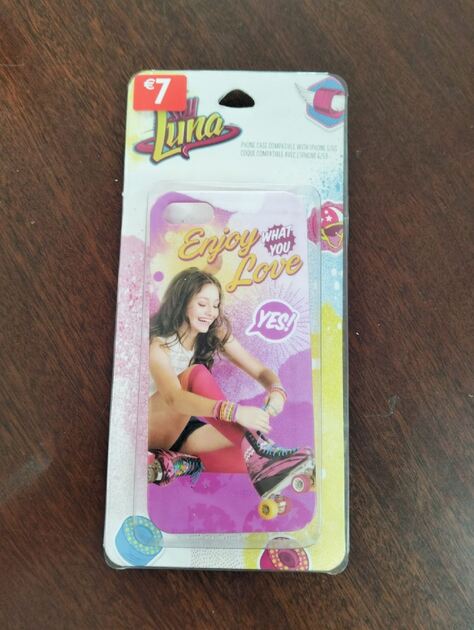 €7
Soy
Luna
PHONE CASE COMPATIBLE WITH IPHONE 5/5S
COQUE COMPATIBLE AVEC L'IPHONE 5/5S
Enjoy
WHAT
YOU
Love
YES!